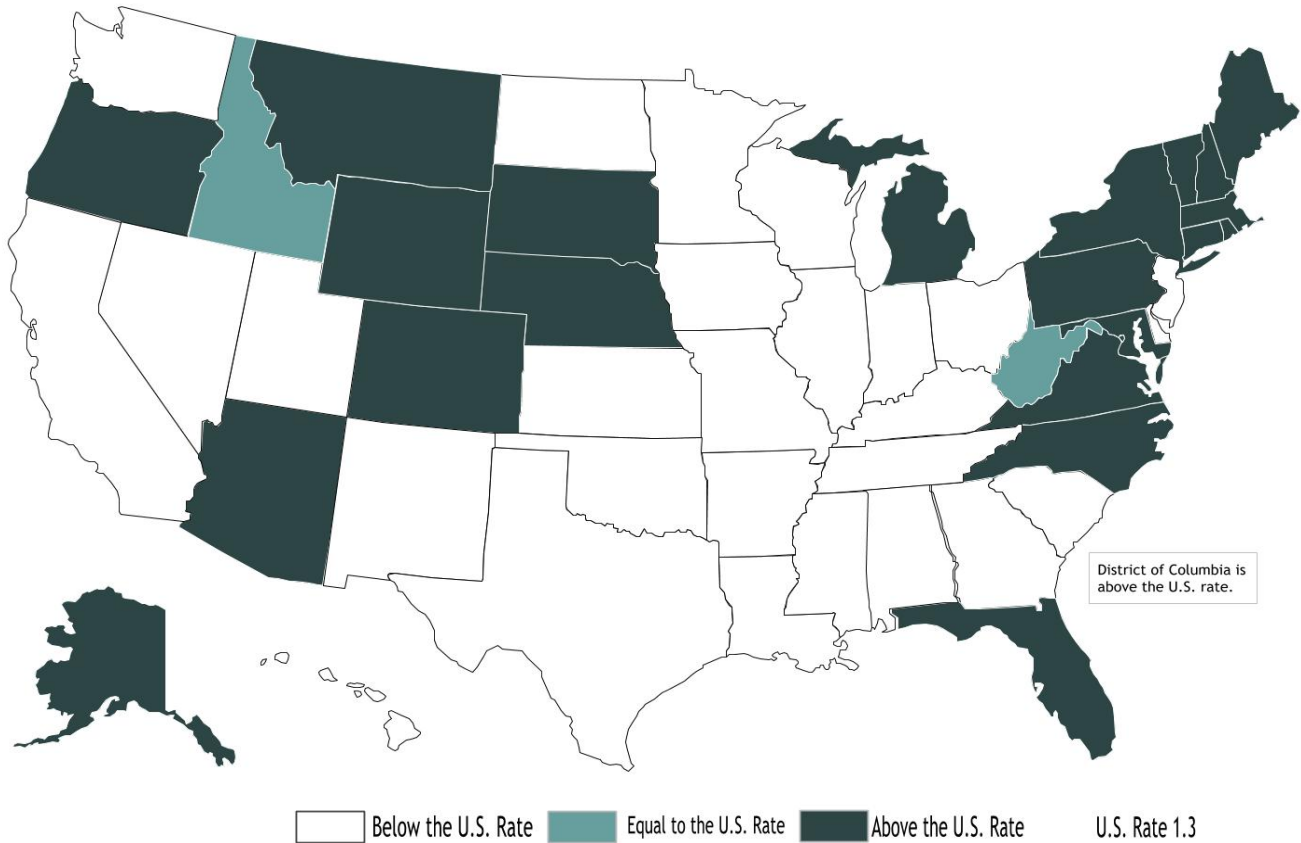 District of Columbia is
above the U.S. rate.
Below the U.S. Rate
Equal to the U.S. Rate
Above the U.S. Rate
U.S. Rate 1.3